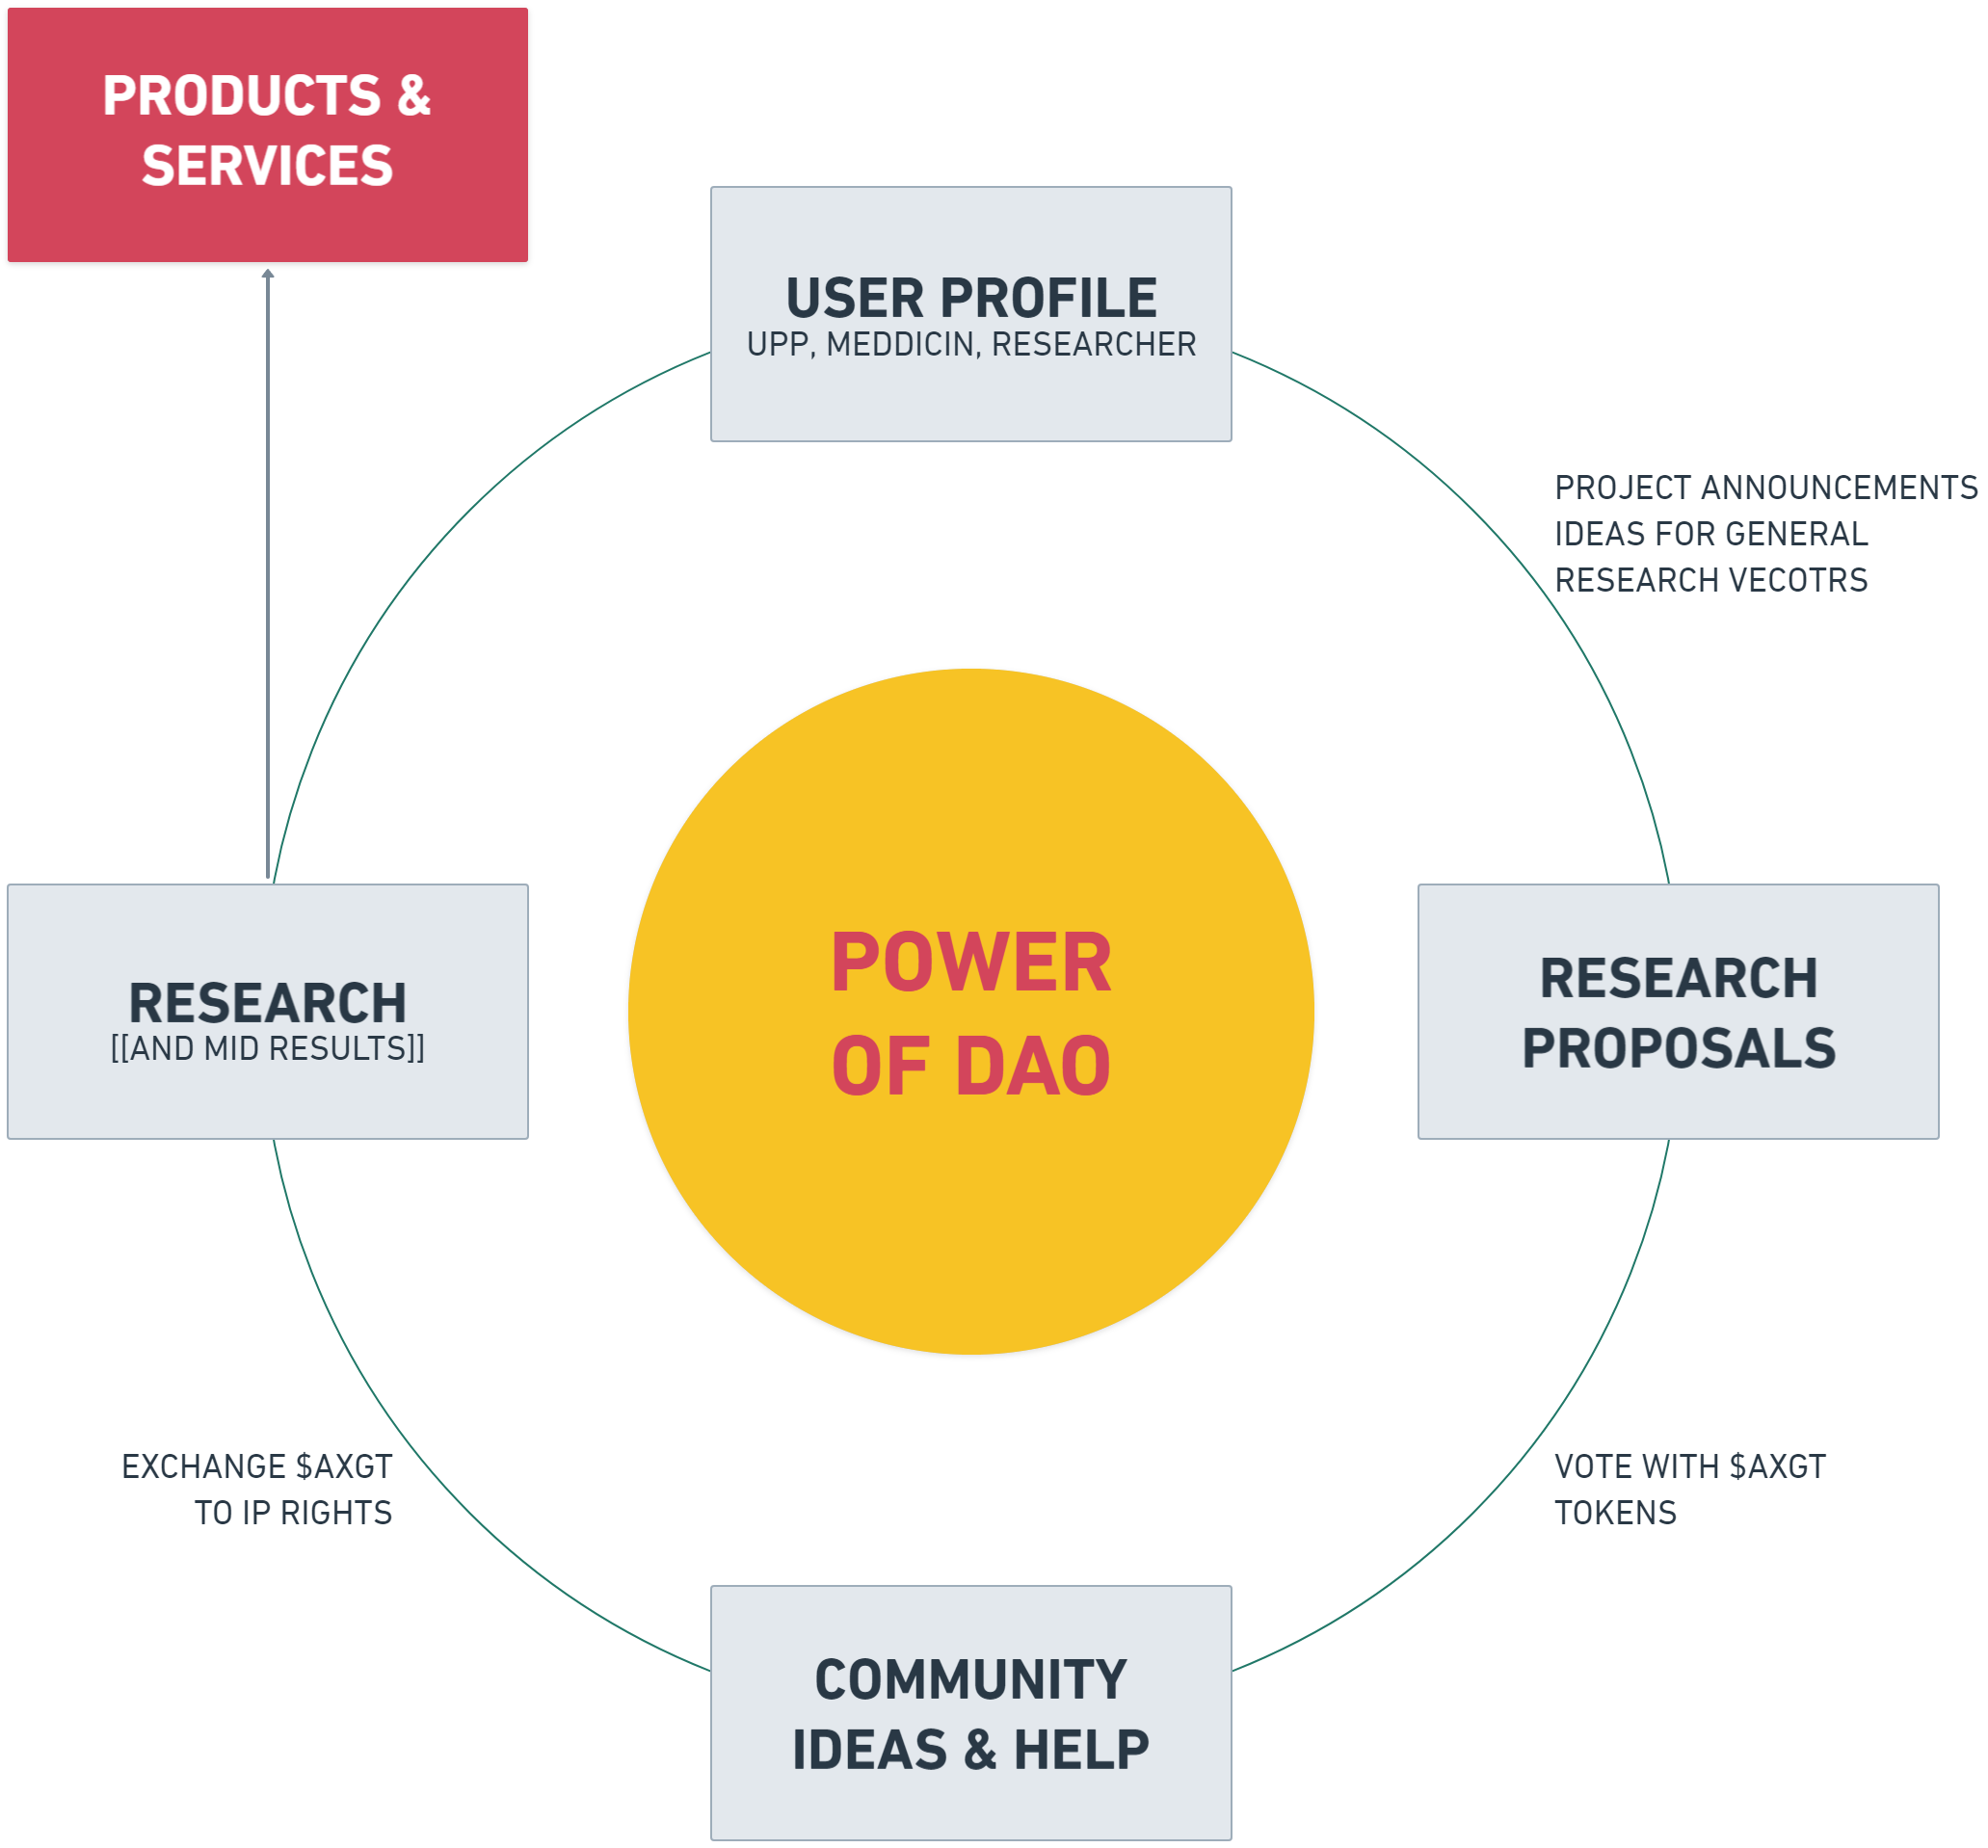 PRODUCTS &
SERVICES
USER PROFILE
UPP, MEDDICIN, RESEARCHER
PROJECT ANNOUNCEMENTS
IDEAS FOR GENERAL
RESEARCH VECOTRS
POWER
OF DAO
RESEARCH
[[AND MID RESULTS]]
RESEARCH
PROPOSALS
EXCHANGE $AXGT
TO IP RIGHTS
VOTE WITH $AXGT
TOKENS
COMMUNITY
IDEAS & HELP